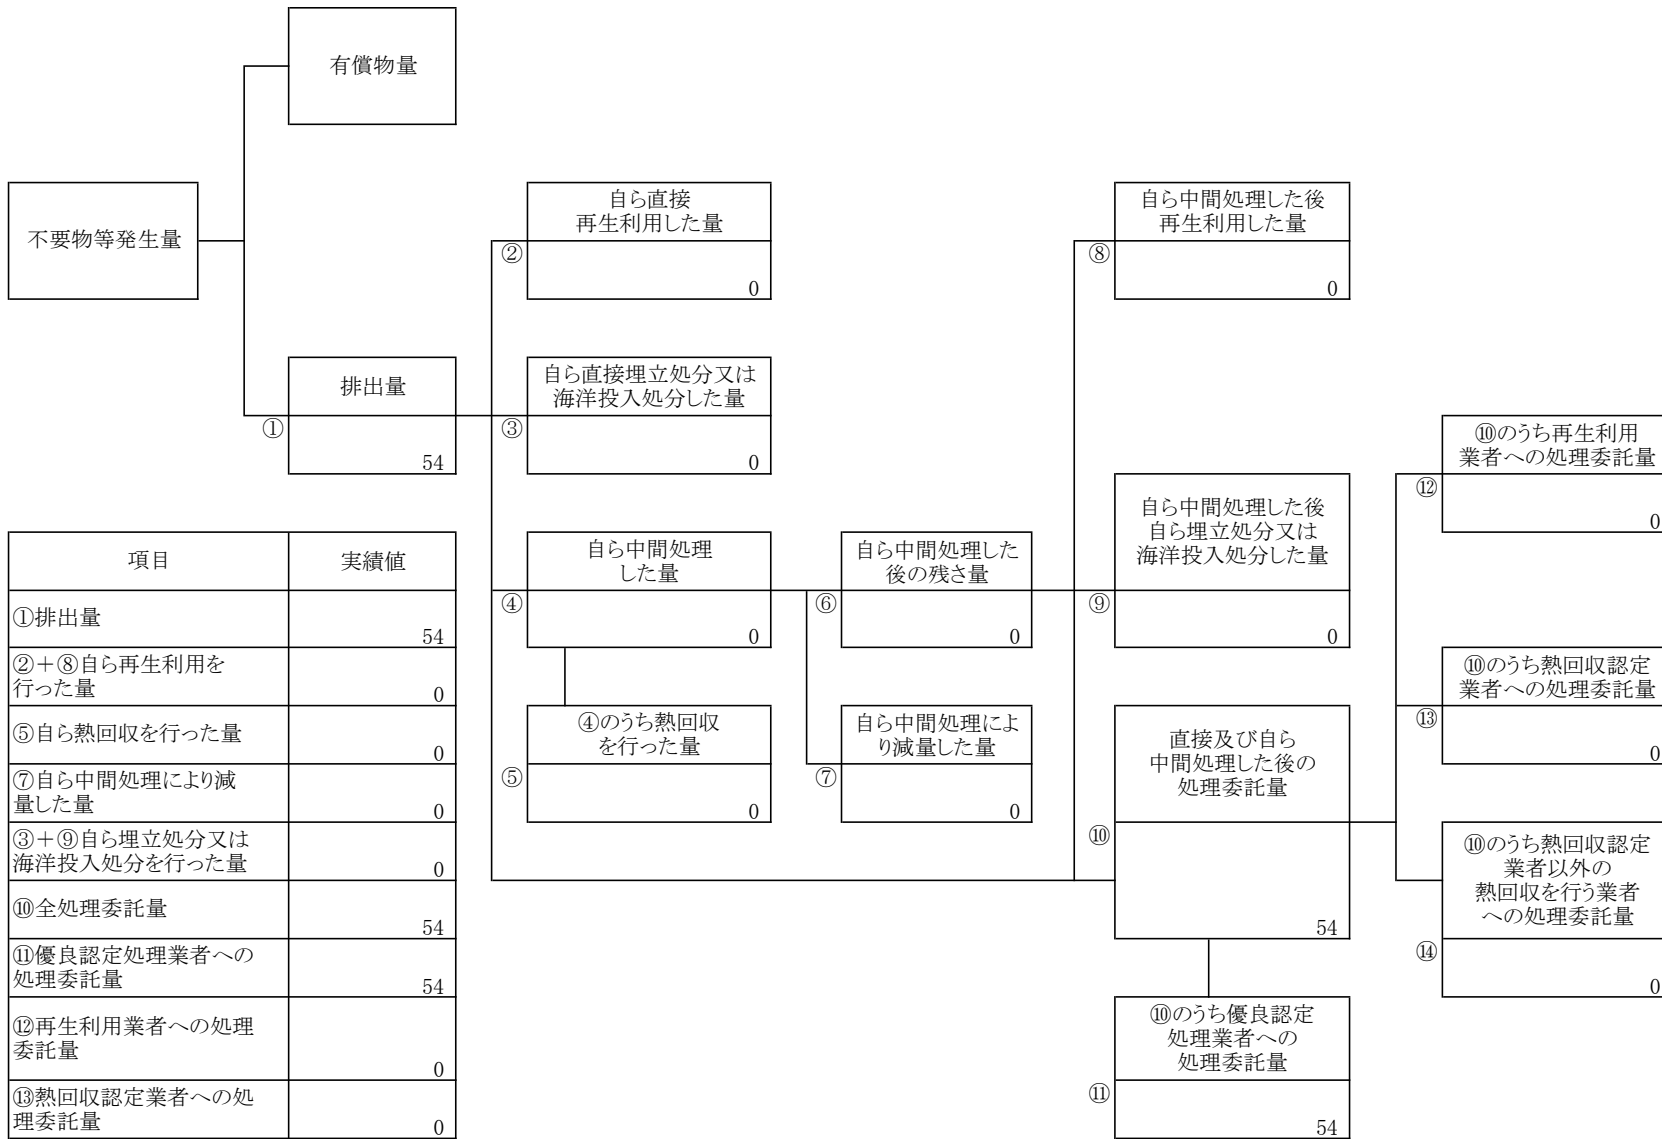 有償物量
不要物等発生量
自ら直接
再生利用した量
②
0
自ら中間処理した後
再生利用した量
⑧
0
排出量
①
54
自ら直接埋立処分又は
海洋投入処分した量
③
0
⑩のうち再生利用
業者への処理委託量
⑫
0
自ら中間処理した後
自ら埋立処分又は
海洋投入処分した量
⑨
0
自ら中間処理
した量
④
0
自ら中間処理した
後の残さ量
⑥
0
⑩のうち熱回収認定
業者への処理委託量
⑬
0
④のうち熱回収
を行った量
⑤
0
自ら中間処理によ
り減量した量
⑦
0
直接及び自ら
中間処理した後の
処理委託量
⑩
54
⑩のうち熱回収認定
業者以外の
熱回収を行う業者
への処理委託量
⑭
0
⑩のうち優良認定
処理業者への
処理委託量
⑪
54
項目 実績値
①排出量
54
②＋⑧自ら再生利用を
行った量
0
⑤自ら熱回収を行った量
0
⑦自ら中間処理により減
量した量
0
③＋⑨自ら埋立処分又は
海洋投入処分を行った量
0
⑩全処理委託量
54
⑪優良認定処理業者への
処理委託量
54
⑫再生利用業者への処理
委託量
0
⑬熱回収認定業者への処
理委託量
0